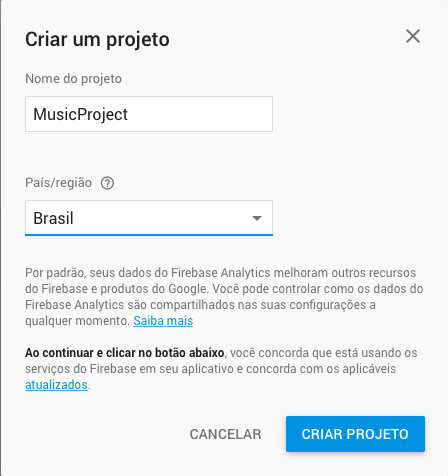 Criar um projeto
Nome do projeto
MusicProject
País/região
Brasil
Por padrão, seus dados do Firebase Analytics melhoram outros recursos
do Firebase e produtos do Google. Você pode controlar como os dados do
Firebase Analytics são compartilhados nas suas configurações a
qualquer momento. Saiba mais
Ao continuar e clicar no botão abaixo, você concorda que está usando os
serviços do Firebase em seu aplicativo e concorda com os aplicáveis
atualizados.
CANCELAR
CRIAR PROJETO